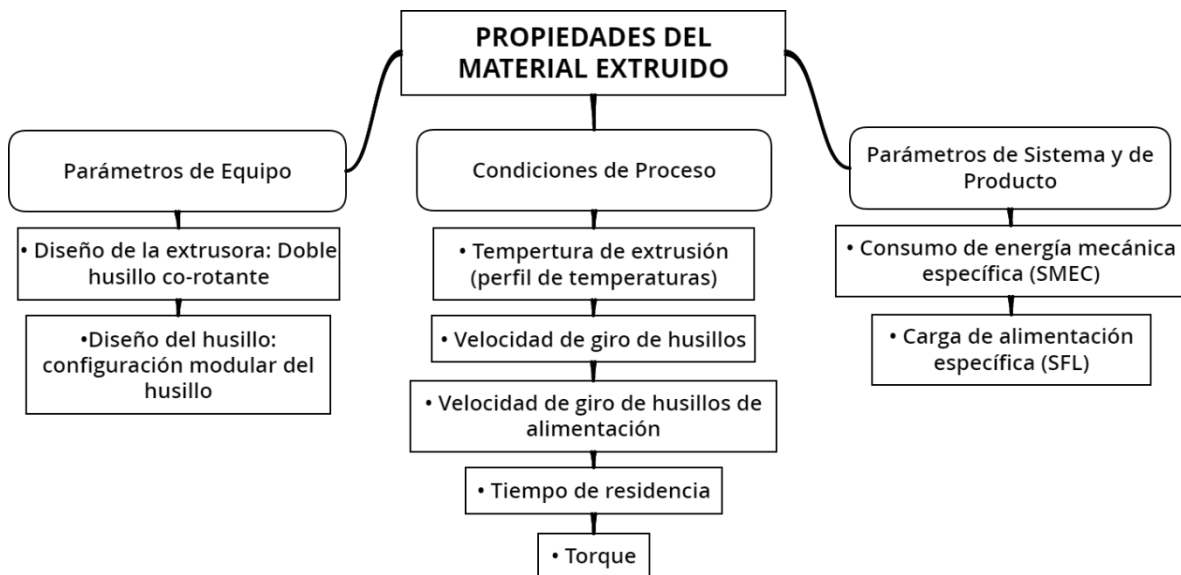 PROPIEDADES DEL
MATERIAL EXTRUIDO
Parámetros de Equipo
• Diseño de la extrusora: Doble
husillo co-rotante
•Diseño del husillo:
configuración modular del
husillo
Condiciones de Proceso
• Tempertura de extrusión
(perfil de temperaturas)
• Velocidad de giro de husillos
• Velocidad de giro de husillos de
alimentación
• Tiempo de residencia
• Torque
Parámetros de Sistema y de
Producto
• Consumo de energía mecánica
específica (SMEC)
• Carga de alimentación
específica (SFL)